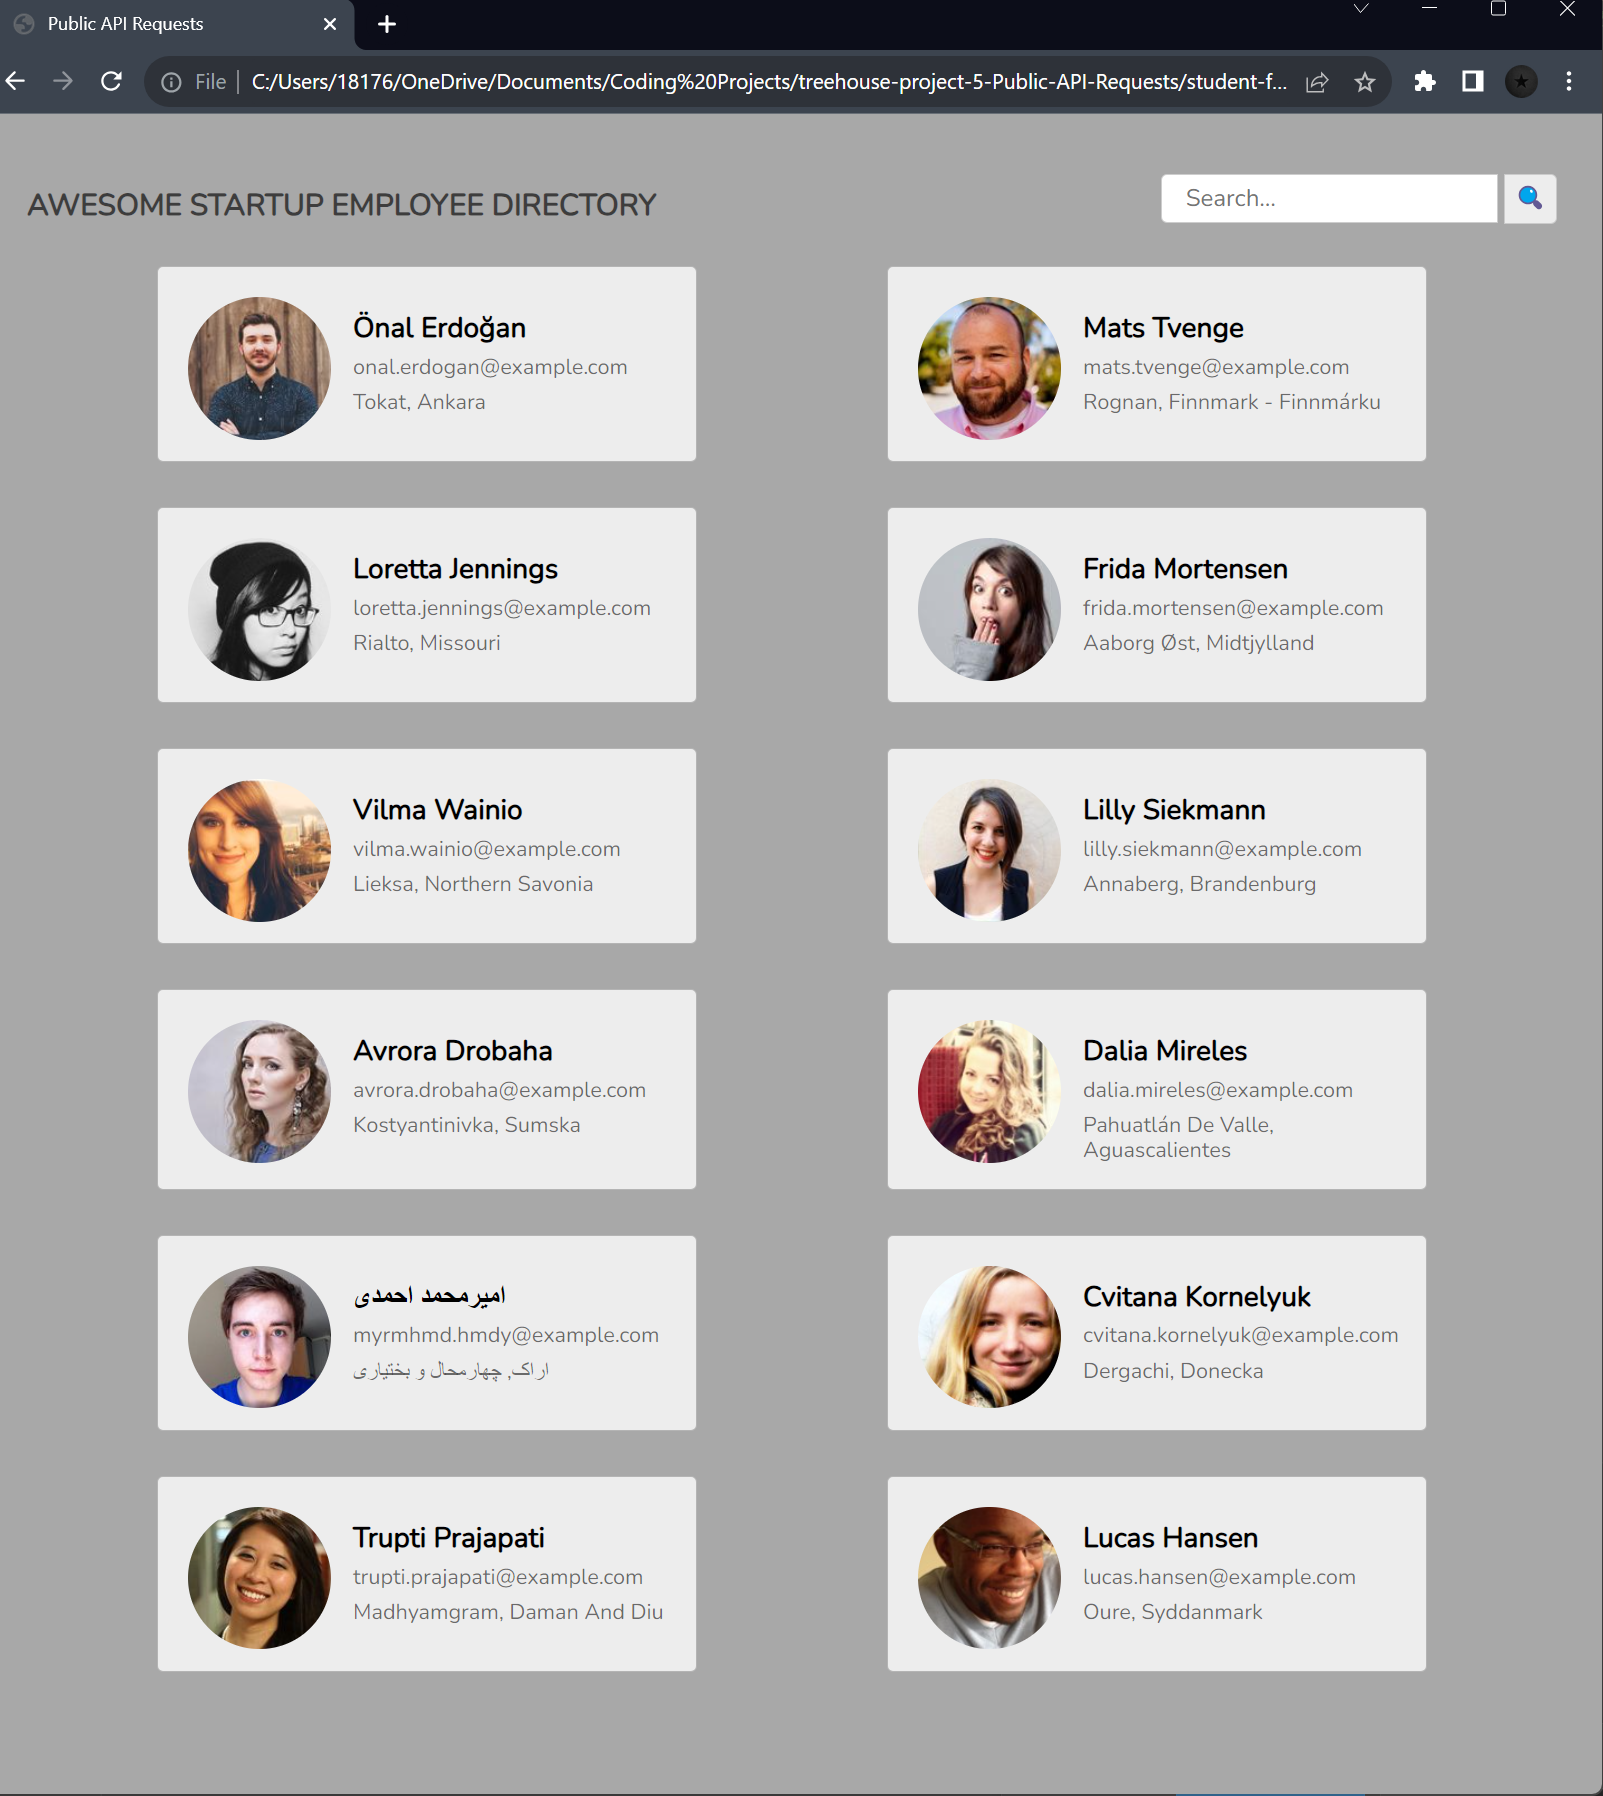 Public API Requests
File
C:/Users/18176/OneDrive/Documents/Coding%20Projects/treehouse-project-5-Public-API-Requests/student-f...
AWESOME STARTUP EMPLOYEE DIRECTORY
Search...
Önal Erdoğan
onal.erdogan@example.com
Tokat, Ankara
Mats Tvenge
mats.tvenge@example.com
Rognan, Finnmark - Finnmárku
Loretta Jennings
loretta.jennings@example.com
Rialto, Missouri
Frida Mortensen
frida.mortensen@example.com
Aaborg Øst, Midtjylland
Vilma Wainio
vilma.wainio@example.com
Lieksa, Northern Savonia
Lilly Siekmann
lilly.siekmann@example.com
Annaberg, Brandenburg
Avrora Drobaha
avrora.drobaha@example.com
Kostyantinivka, Sumska
Dalia Mireles
dalia.mireles@example.com
Pahuatlán De Valle,
Aguascalientes
امیرمحمد احمدی
myrmhmd.hmdy@example.com
اراک, چهارمحال و بختیاری
Cvitana Kornelyuk
cvitana.kornelyuk@example.com
Dergachi, Donecka
Trupti Prajapati
trupti.prajapati@example.com
Madhyamgram, Daman And Diu
Lucas Hansen
lucas.hansen@example.com
Oure, Syddanmark